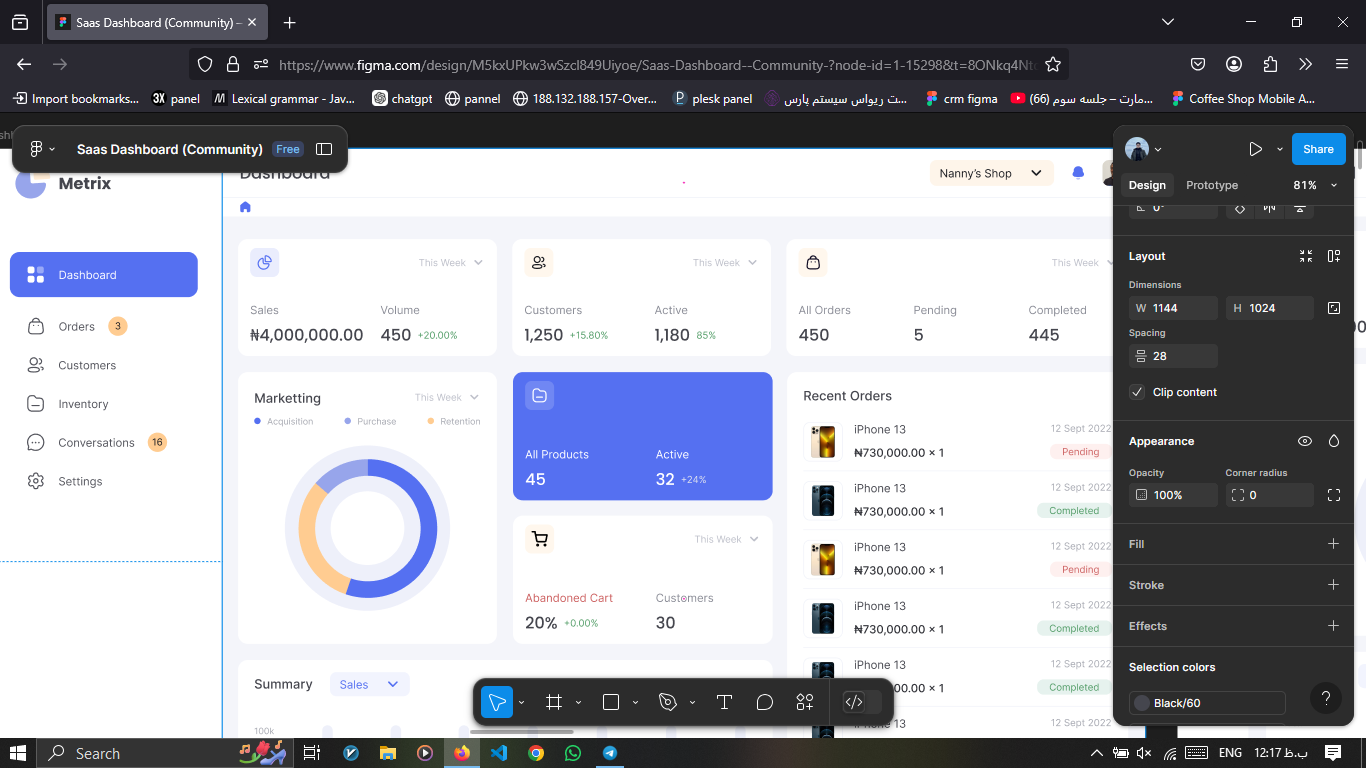 Saas Dashboard (Community) –
https://www.figma.com/design/M5kxUPkw3wSzcl849Uiyoe/Saas-Dashboard--Community-?node-id=1-15298&t=8ONkq4Nt
Import bookmarks... panel Lexical grammar - Jav... chatgpt pannel 188.132.188.157-Over... plesk panel ...ت ریواس سیستم پارس crm figma (66) مارت – جلسه سوم... Coffee Shop Mobile A...
Saas Dashboard (Community) Free
Share
Design Prototype 81%
Metrix
Dashboard
Nanny's Shop
Dashboard
Orders 3
Customers
Inventory
Conversations 16
Settings
This Week
Sales Volume
₦4,000,000.00 450 +20.00%
This Week
Customers Active
1,250 +15.80% 1,180 85%
This Week
All Orders Pending Completed
450 5 445
Marketting This Week
Acquisition Purchase Retention
All Products Active
45 32 +24%
This Week
Abandoned Cart Customers
20% +0.00% 30
Summary Sales
100k
Recent Orders
iPhone 13 12 Sept 2022
₦730,000.00 × 1 Pending
iPhone 13 12 Sept 2022
₦730,000.00 × 1 Completed
iPhone 13 12 Sept 2022
₦730,000.00 × 1 Pending
iPhone 13 12 Sept 2022
₦730,000.00 × 1 Completed
iPhone 13 12 Sept 2022
00.00 × 1 Completed
iPhone 13 12 Sept 2022
0°
Layout
Dimensions
W 1144 H 1024
Spacing
28
Clip content
Appearance
Opacity Corner radius
100% 0
Fill
Stroke
Effects
Selection colors
Black/60
?
Search
ENG 12:17 ب.ظ